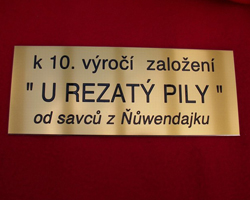 k 10. výročí založení
" U REZATÝ PILY "
od savců z Ňůwendajku